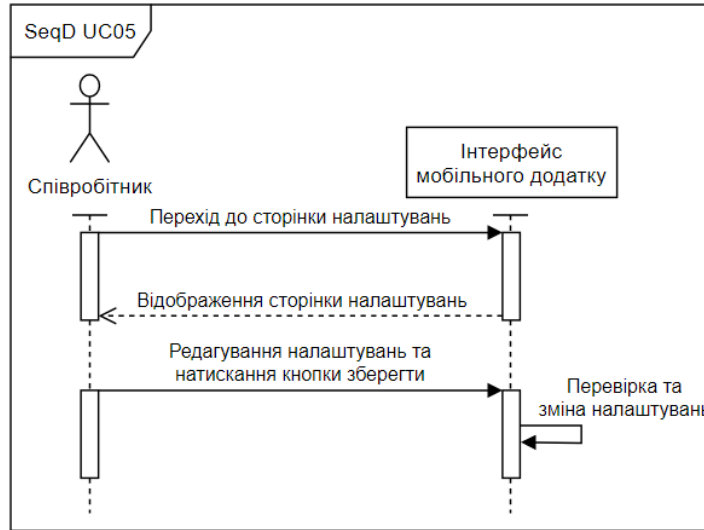 SeqD UC05
Співробітник
Інтерфейс
мобільного додатку
Перехід до сторінки налаштувань
Відображення сторінки налаштувань
Редагування налаштувань та
натискання кнопки зберегти
Перевірка та
зміна налаштувань